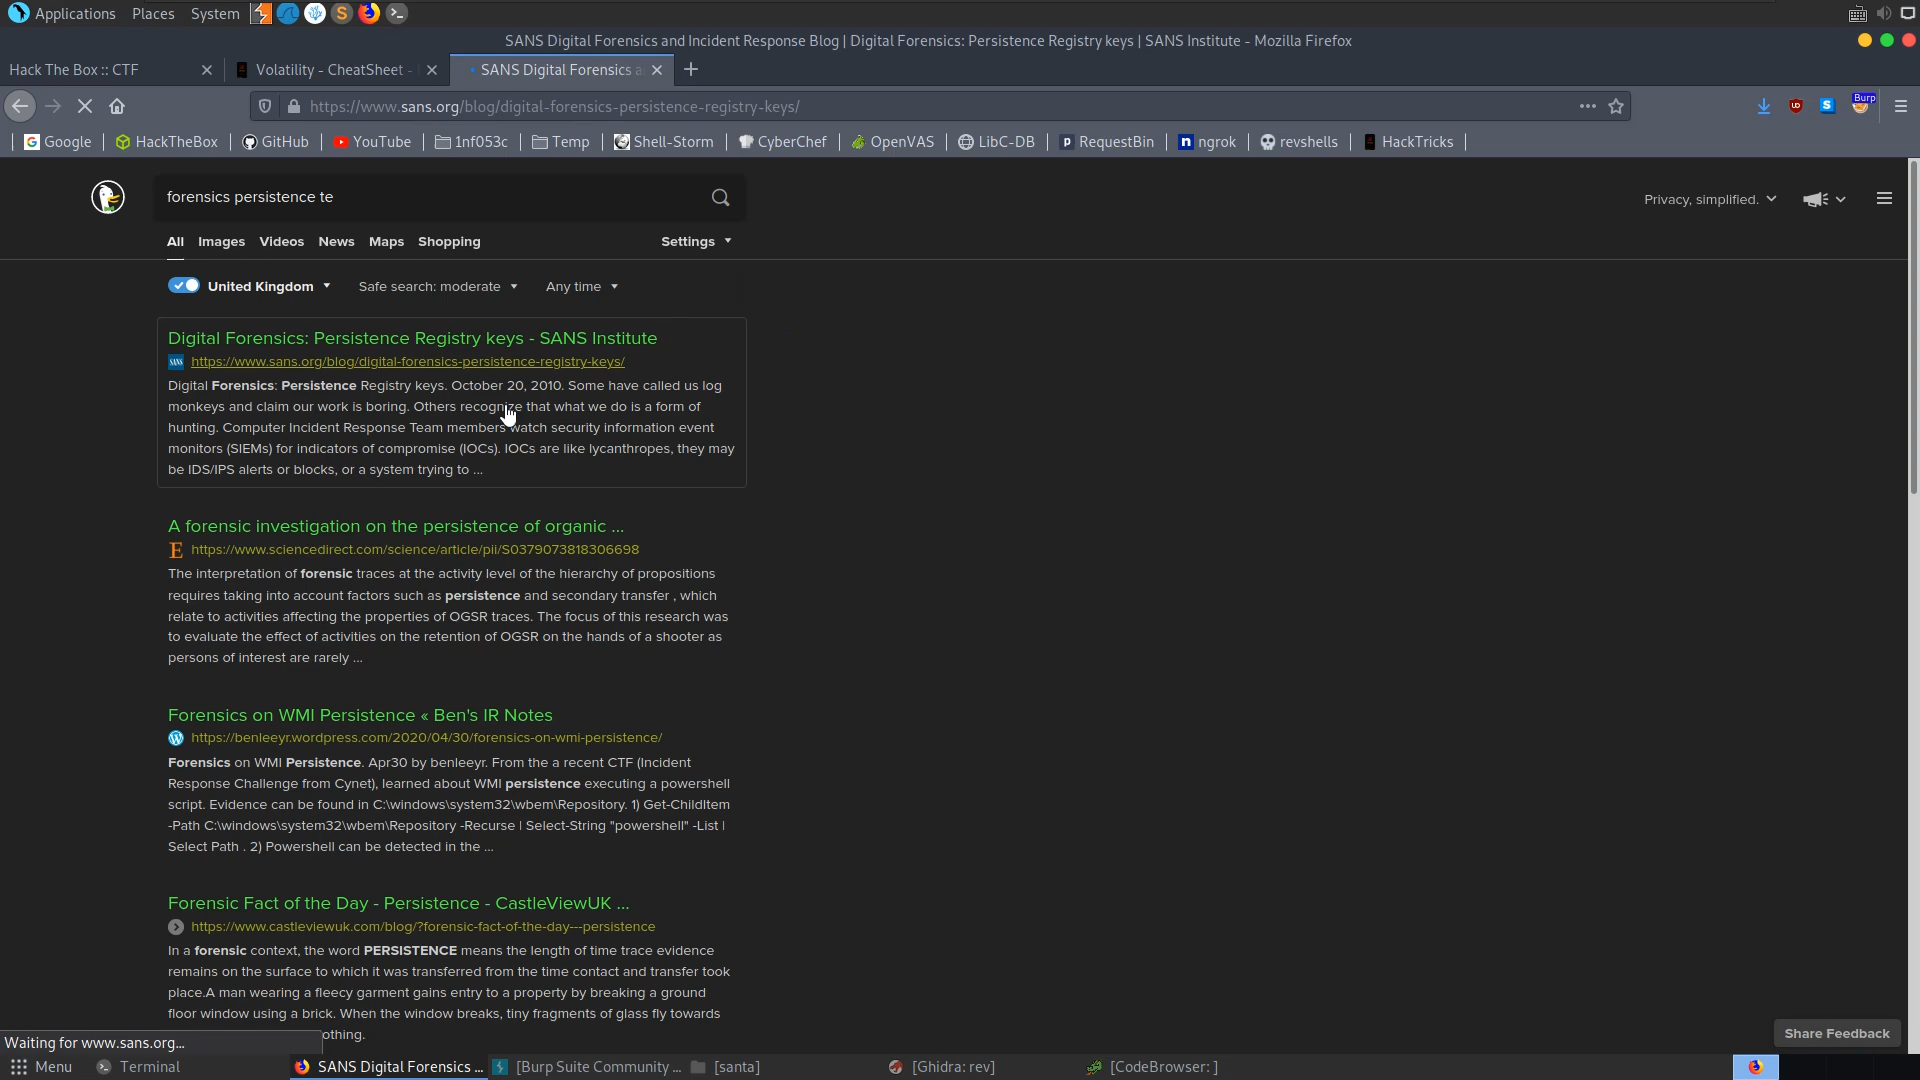 Applications Places System
SANS Digital Forensics and Incident Response Blog | Digital Forensics: Persistence Registry keys | SANS Institute - Mozilla Firefox
Hack The Box :: CTF
Volatility - CheatSheet -
SANS Digital Forensics a
https://www.sans.org/blog/digital-forensics-persistence-registry-keys/
Burp
Google HackTheBox GitHub YouTube 1nf053c Temp Shell-Storm CyberChef OpenVAS LibC-DB RequestBin ngrok revshells HackTricks
forensics persistence te
Privacy, simplified.
All Images Videos News Maps Shopping Settings
United Kingdom Safe search: moderate Any time
Digital Forensics: Persistence Registry keys - SANS Institute
https://www.sans.org/blog/digital-forensics-persistence-registry-keys/
Digital Forensics: Persistence Registry keys. October 20, 2010. Some have called us log
monkeys and claim our work is boring. Others recognize that what we do is a form of
hunting. Computer Incident Response Team members watch security information event
monitors (SIEMs) for indicators of compromise (IOCs). IOCs are like lycanthropes, they may
be IDS/IPS alerts or blocks, or a system trying to ...
A forensic investigation on the persistence of organic ...
https://www.sciencedirect.com/science/article/pii/S0379073818306698
The interpretation of forensic traces at the activity level of the hierarchy of propositions
requires taking into account factors such as persistence and secondary transfer , which
relate to activities affecting the properties of OGSR traces. The focus of this research was
to evaluate the effect of activities on the retention of OGSR on the hands of a shooter as
persons of interest are rarely ...
Forensics on WMI Persistence « Ben's IR Notes
https://benleeyr.wordpress.com/2020/04/30/forensics-on-wmi-persistence/
Forensics on WMI Persistence. Apr30 by benleeyr. From the a recent CTF (Incident
Response Challenge from Cynet), learned about WMI persistence executing a powershell
script. Evidence can be found in C:\windows\system32\wbem\Repository. 1) Get-ChildItem
-Path C:\windows\system32\wbem\Repository -Recurse | Select-String "powershell" -List |
Select Path . 2) Powershell can be detected in the ...
Forensic Fact of the Day - Persistence - CastleViewUK ...
https://www.castleviewuk.com/blog/?forensic-fact-of-the-day---persistence
In a forensic context, the word PERSISTENCE means the length of time trace evidence
remains on the surface to which it was transferred from the time contact and transfer took
place.A man wearing a fleecy garment gains entry to a property by breaking a ground
floor window using a brick. When the window breaks, tiny fragments of glass fly towards
othing.
Share Feedback
Waiting for www.sans.org...
Menu Terminal SANS Digital Forensics ... [Burp Suite Community ... [santa] [Ghidra: rev] [CodeBrowser: ]